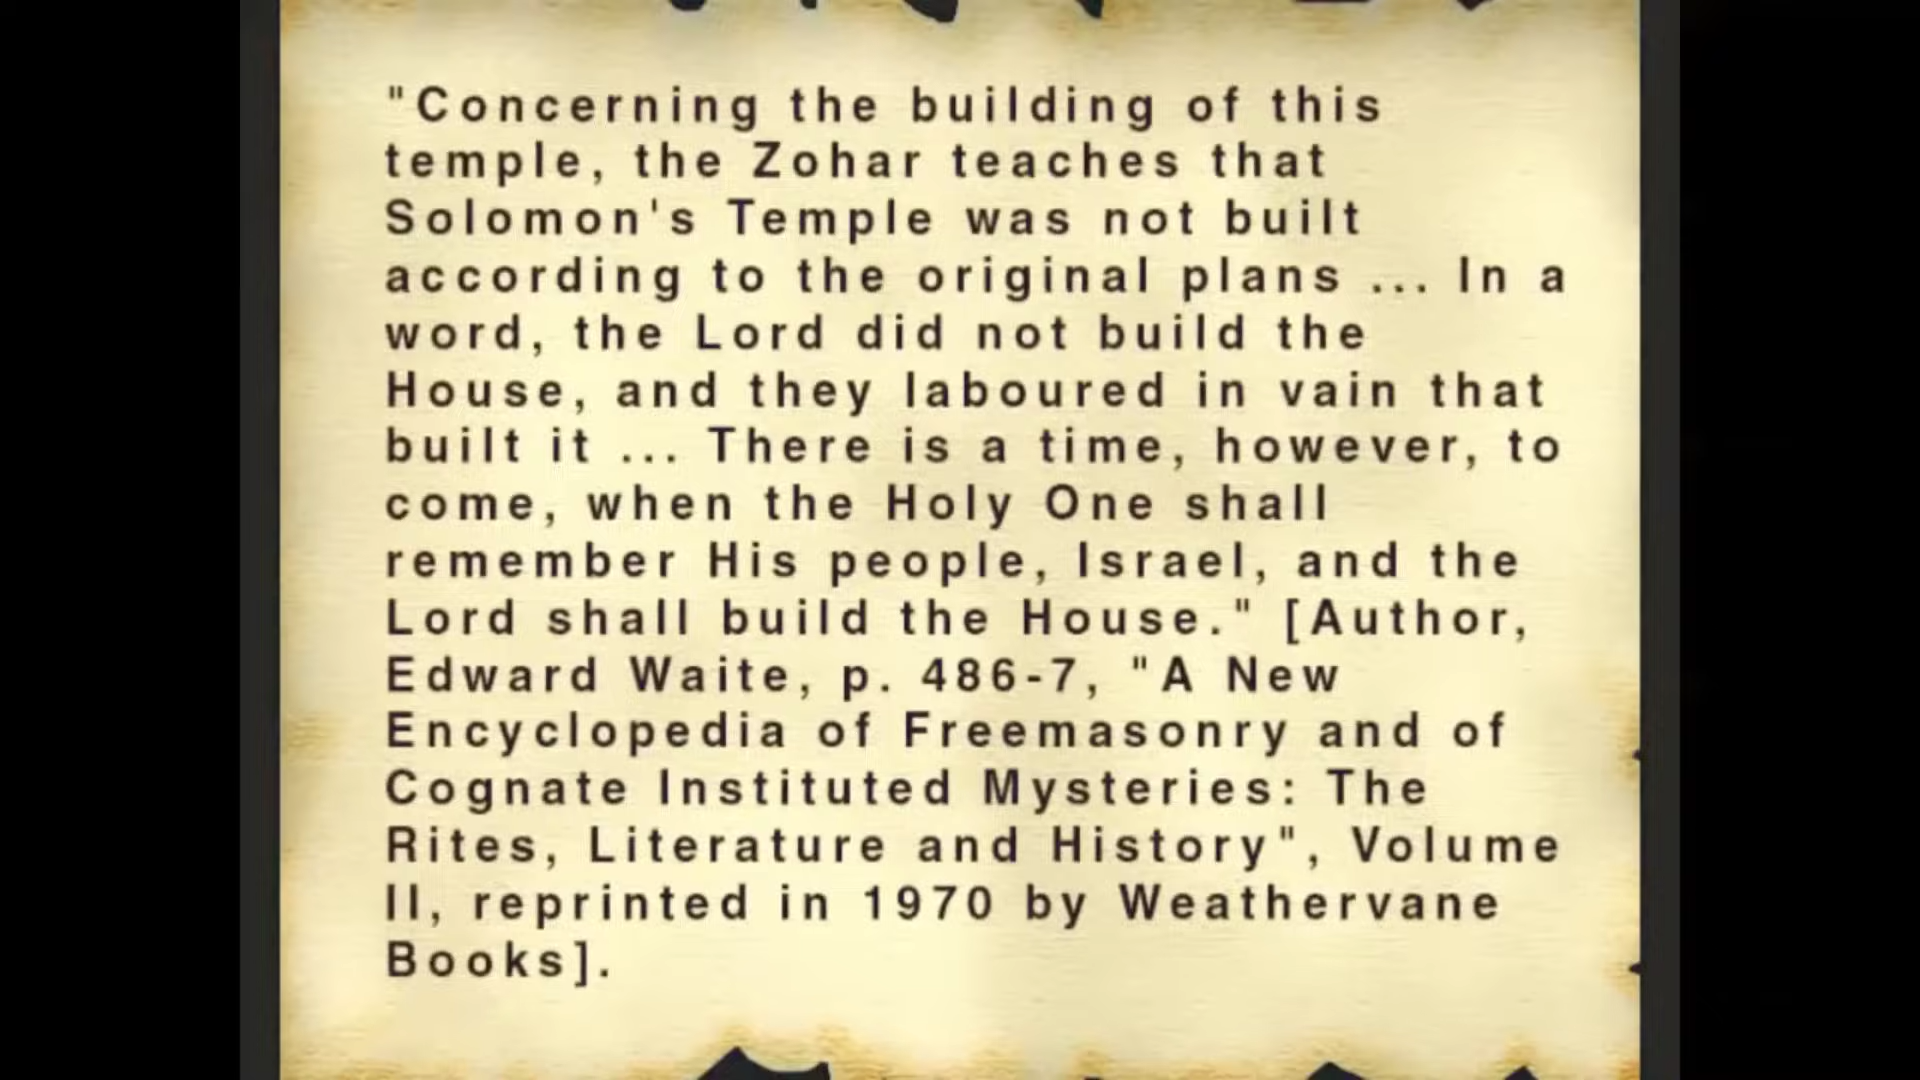 "Concerning the building of this
temple, the Zohar teaches that
Solomon's Temple was not built
according to the original plans ... In a
word, the Lord did not build the
House, and they laboured in vain that
built it ... There is a time, however, to
come, when the Holy One shall
remember His people, Israel, and the
Lord shall build the House." [Author,
Edward Waite, p. 486-7, "A New
Encyclopedia of Freemasonry and of
Cognate Instituted Mysteries: The
Rites, Literature and History", Volume
II, reprinted in 1970 by Weathervane
Books].